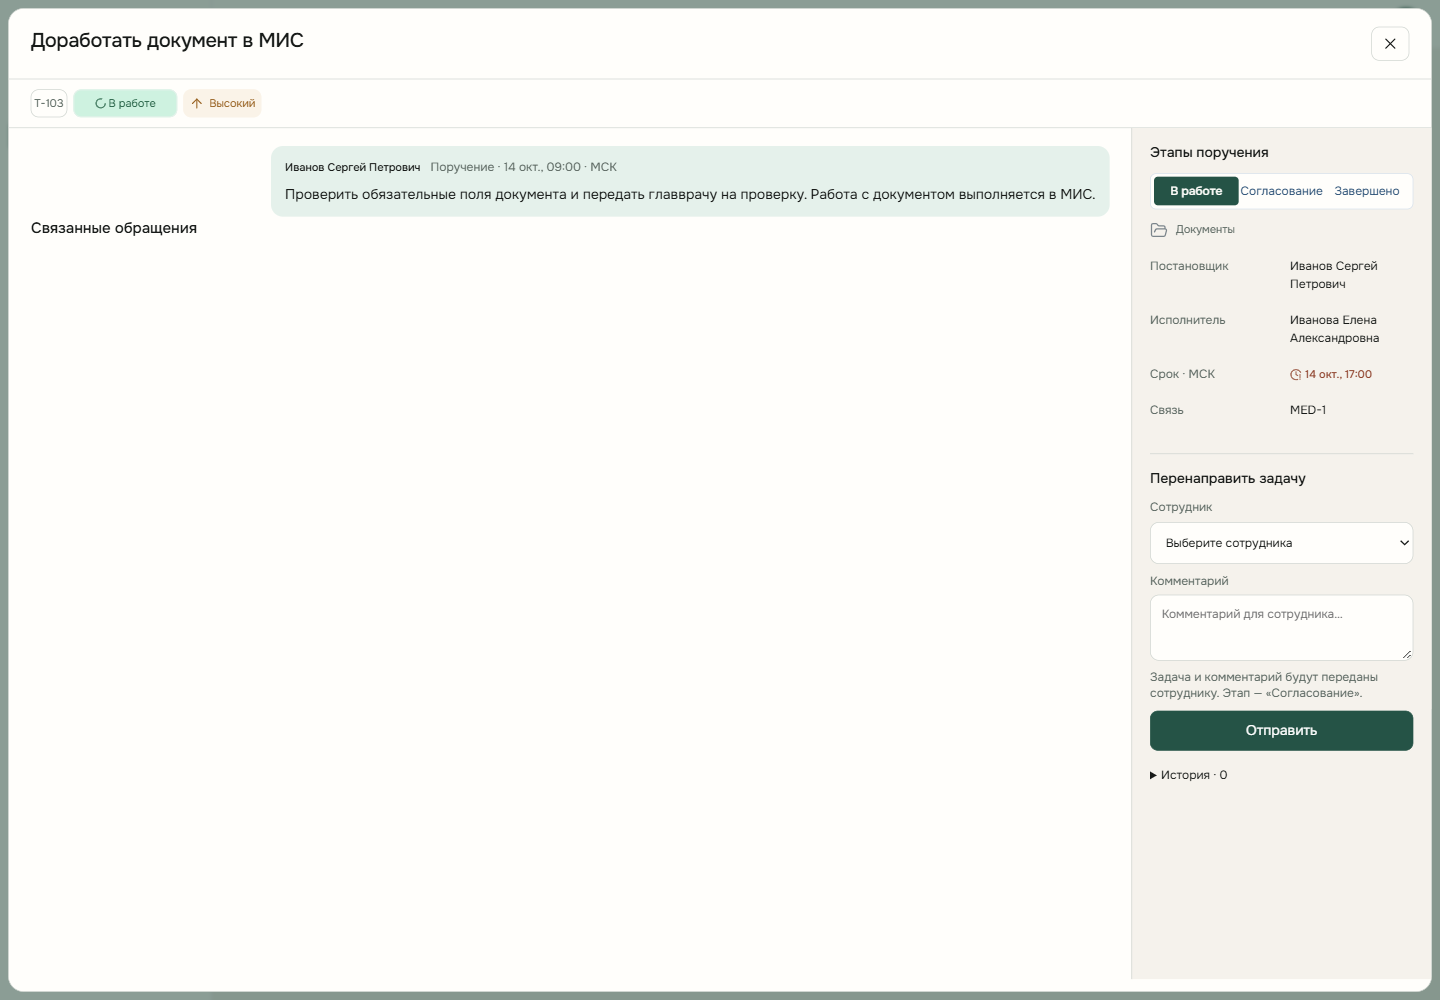 Доработать документ в МИС
T-103
В работе
Высокий
Иванов Сергей Петрович Поручение · 14 окт., 09:00 · МСК
Проверить обязательные поля документа и передать главврачу на проверку. Работа с документом выполняется в МИС.
Связанные обращения
Этапы поручения
В работе Согласование Завершено
Документы
Постановщик Иванов Сергей
Петрович
Исполнитель Иванова Елена
Александровна
Срок · МСК 14 окт., 17:00
Связь MED-1
Перенаправить задачу
Сотрудник
Выберите сотрудника
Комментарий
Комментарий для сотрудника...
Задача и комментарий будут переданы
сотруднику. Этап — «Согласование».
Отправить
История · 0